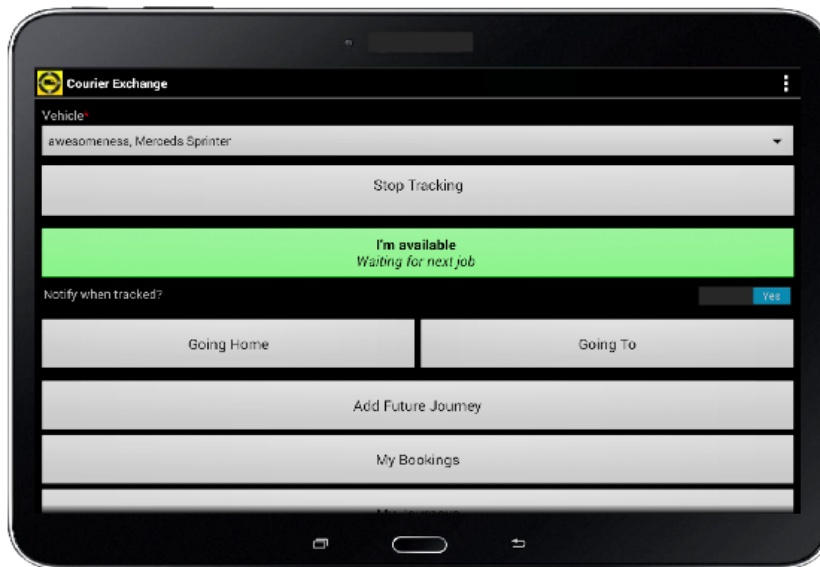 Courier Exchange
Vehicle*
awesomeness, Merceds Sprinter
Stop Tracking
I'm available
Waiting for next job
Notify when tracked?
Yes
Going Home
Going To
Add Future Journey
My Bookings